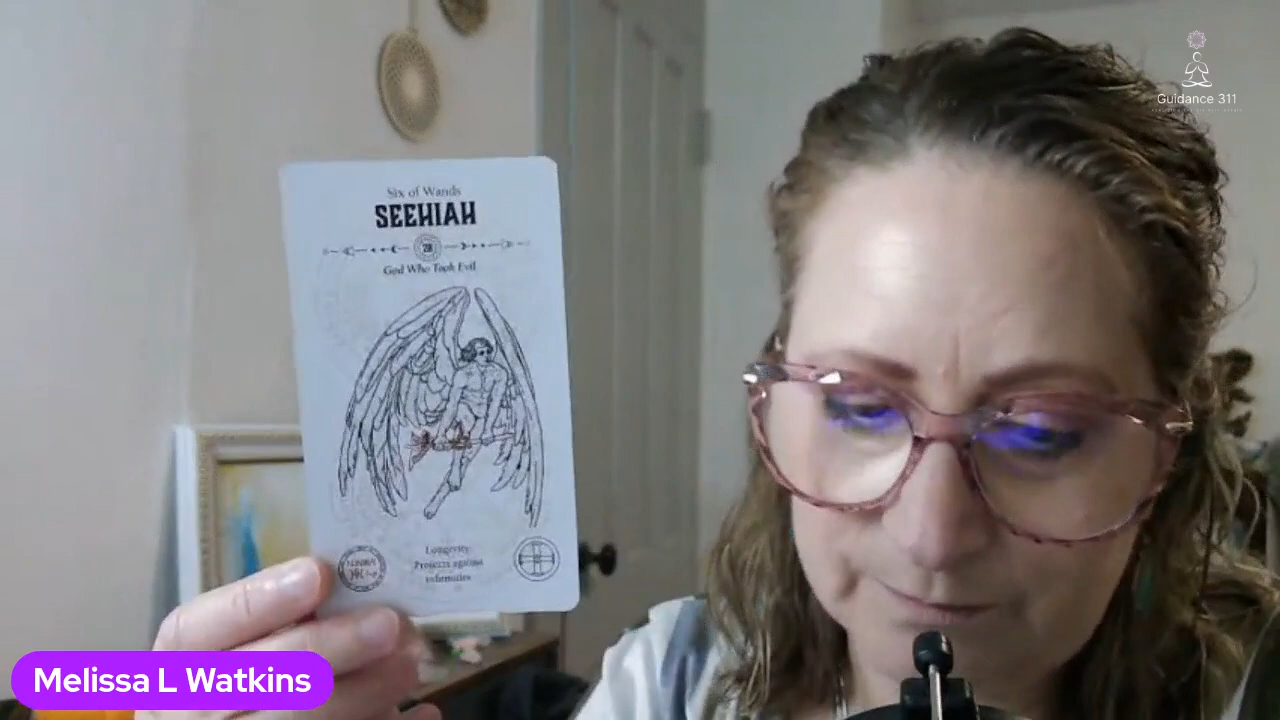 Guidance 311
Six of Wands
SEEHIAH
28
God Who Took Evil
Longevity.
Protects against
infirmities
Melissa L Watkins